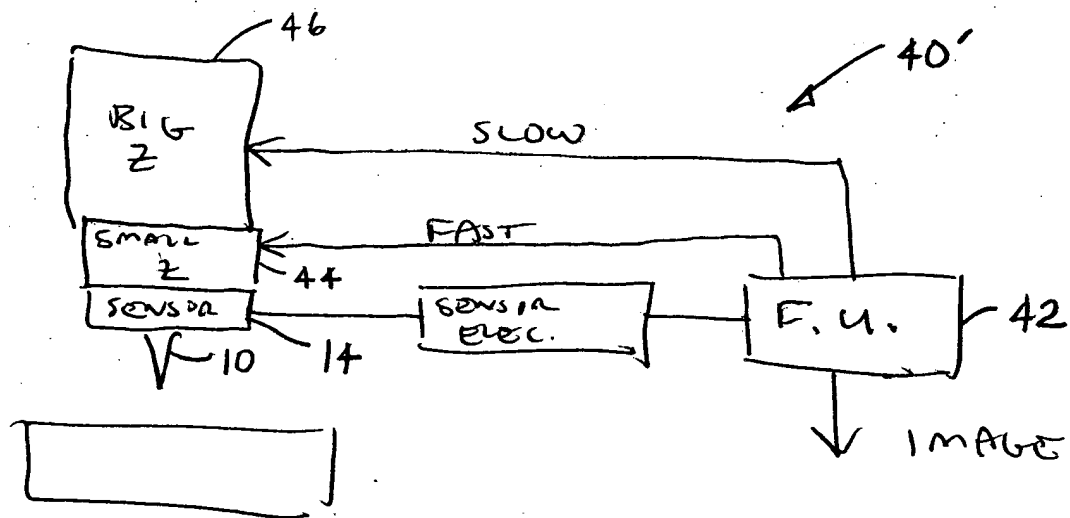 46
40′
BIG
Z
SLOW
SMALL
Z
FAST
44
SENSOR
SENSOR
ELEC.
F. U.
42
10
14
IMAGE